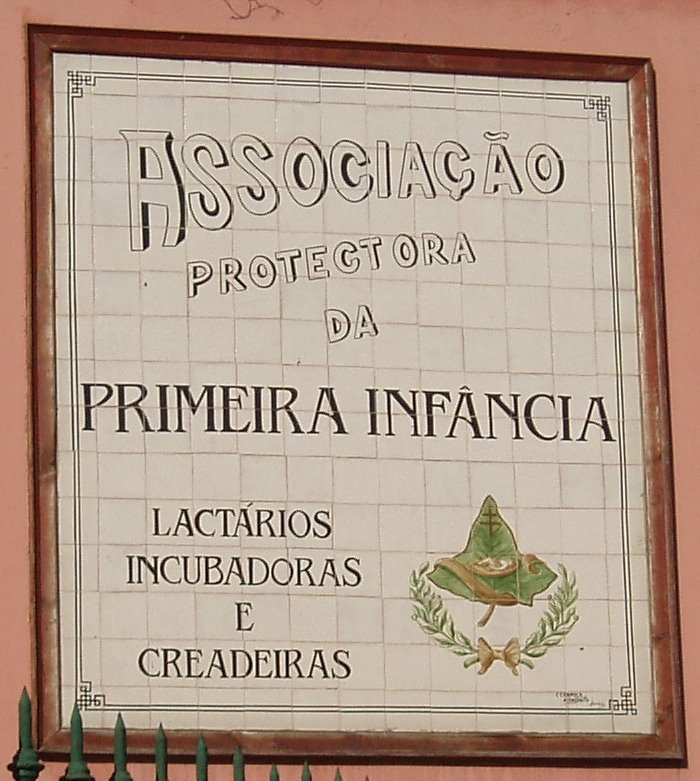 ASSOCIAÇÃO
PROTECTORA
DA
PRIMEIRA INFÂNCIA
LACTÁRIOS
INCUBADORAS
E
CREADEIRAS